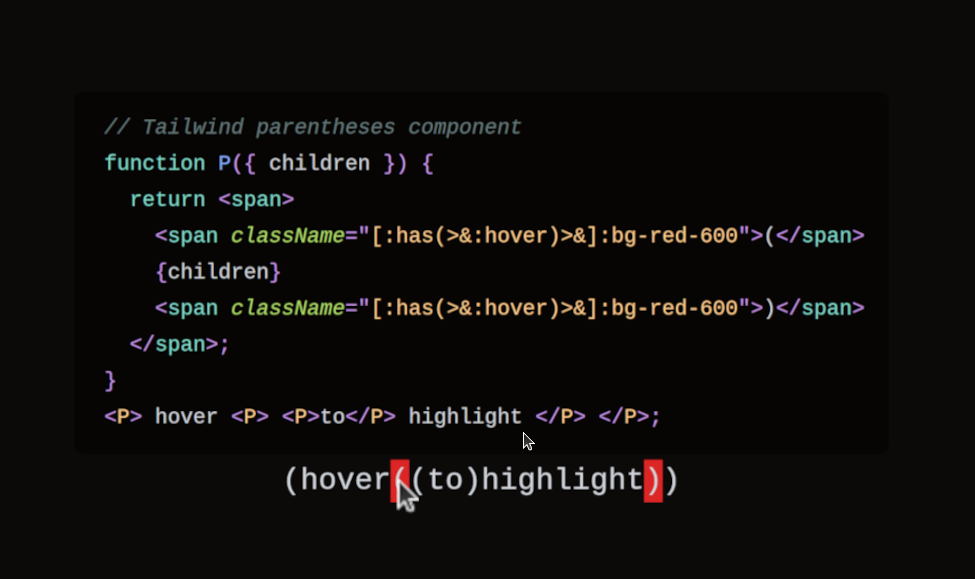 // Tailwind parentheses component
function P({ children }) {
  return <span>
    <span className="[:has(>&:hover)>&]:bg-red-600">(</span>
    {children}
    <span className="[:has(>&:hover)>&]:bg-red-600">)</span>
  </span>;
}
<P> hover <P> <P>to</P> highlight </P> </P>;
(hover((to)highlight))